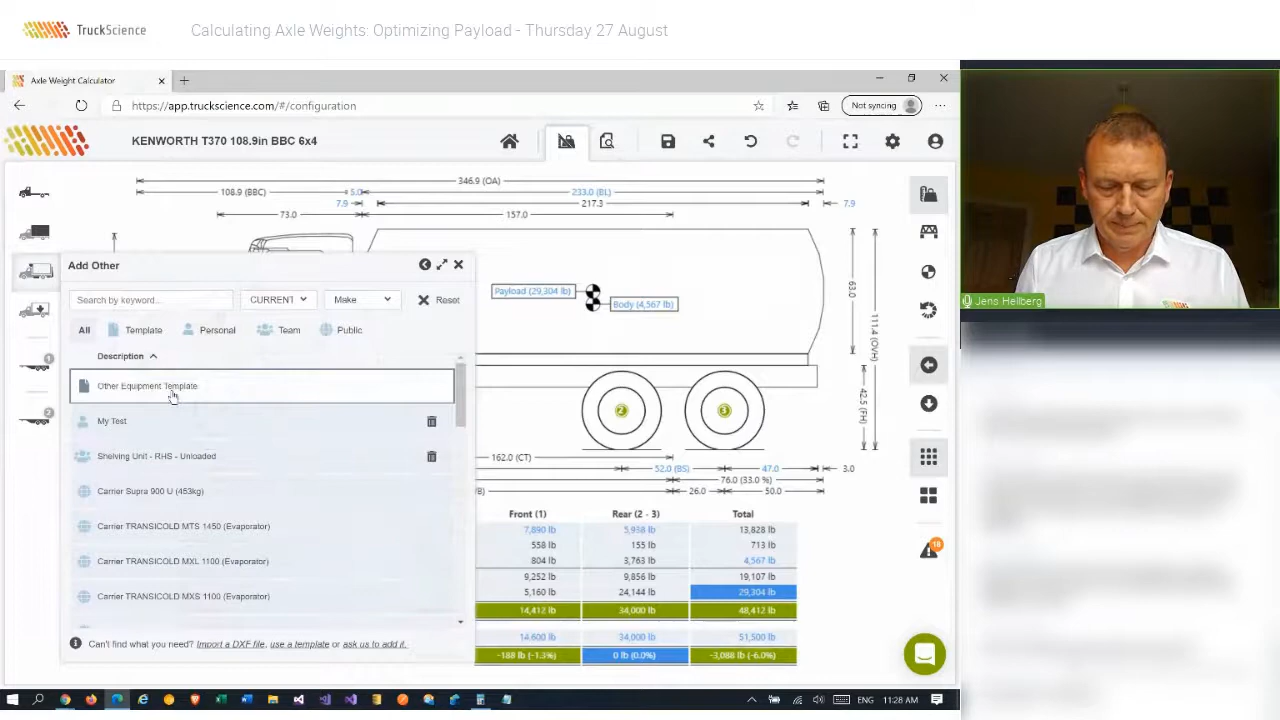 TruckScience
Calculating Axle Weights: Optimizing Payload - Thursday 27 August
Axle Weight Calculator
https://app.truckscience.com/#/configuration
Not syncing
KENWORTH T370 108.9in BBC 6x4
346.9 (OA)
108.9 (BBC)
5.0
233.0 (BL)
7.9
217.3
7.9
73.0
157.0
Add Other
Search by keyword...
CURRENT
Make
Reset
All
Template
Personal
Team
Public
Description
Other Equipment Template
My Test
Shelving Unit - RHS - Unloaded
Carrier Supra 900 U (453kg)
Carrier TRANSICOLD MTS 1450 (Evaporator)
Carrier TRANSICOLD MXL 1100 (Evaporator)
Carrier TRANSICOLD MXS 1100 (Evaporator)
Can't find what you need? Import a DXF file, use a template or ask us to add it.
Payload (29,304 lb)
Body (4,567 lb)
63.0
111.4 (OVH)
42.5 (FH)
2
3
1
2
162.0 (CT)
52.0 (BS)
47.0
3.0
76.0 (33.0 %)
26.0
50.0
Front (1)
Rear (2 - 3)
Total
7,890 lb
5,938 lb
13,828 lb
558 lb
155 lb
713 lb
804 lb
3,763 lb
4,567 lb
9,252 lb
9,856 lb
19,107 lb
5,160 lb
24,144 lb
29,304 lb
14,412 lb
34,000 lb
48,412 lb
14,600 lb
34,000 lb
51,500 lb
-188 lb (-1.3%)
0 lb (0.0%)
-3,088 lb (-6.0%)
18
Jens Hellberg
ENG
11:28 AM